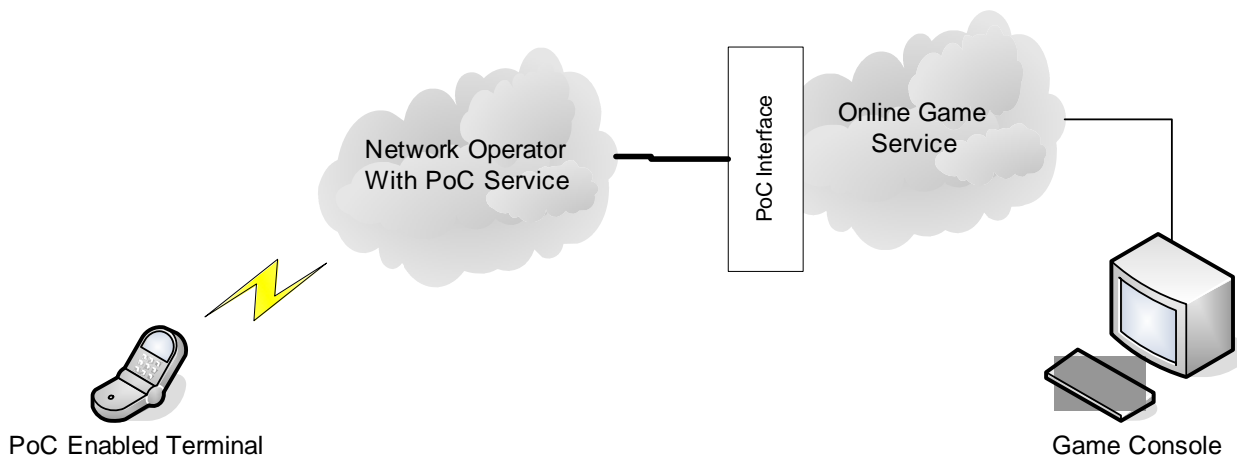 Network Operator
With PoC Service
PoC Interface
Online Game
Service
PoC Enabled Terminal
Game Console